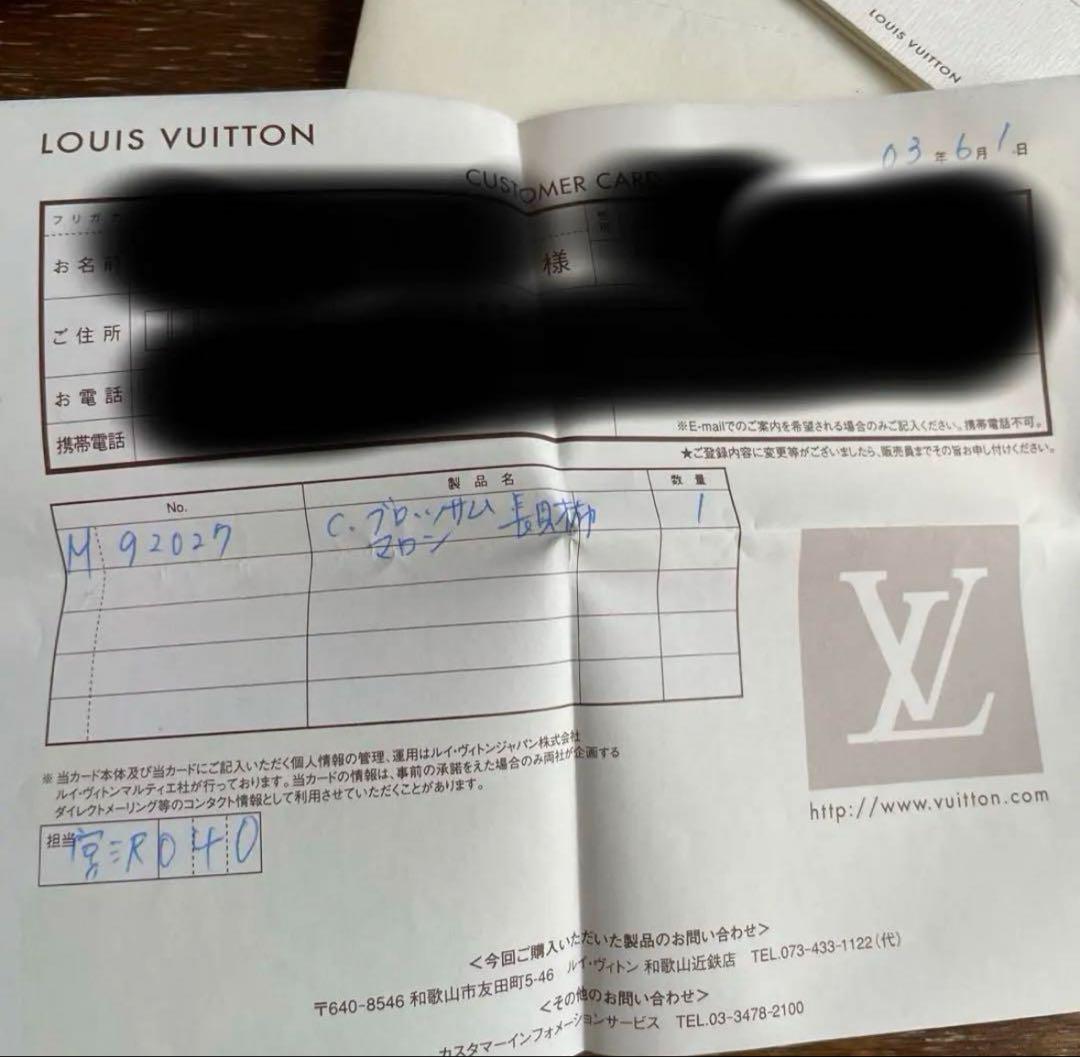 LOUIS VUITTON
LOUIS VUITTON
03年6月1日
CUSTOMER CARD
フリガナ
お名前
様
ご住所
お電話
携帯電話
※E-mailでのご案内を希望される場合のみご記入ください。携帯電話不可。
★ご登録内容に変更等がございましたら、販売員までその旨お申し付けください。
No. 製品名 数量
M 92027 C. ブロッサム 長財布 1
マロン
http://www.vuitton.com
※当カード本体及び当カードにご記入いただく個人情報の管理、運用はルイ・ヴィトンジャパン株式会社
ルイ・ヴィトンマルティエ社が行っております。当カードの情報は、事前の承諾をえた場合のみ両社が企画する
ダイレクトメーリング等のコンタクト情報として利用させていただくことがあります。
担当 040
<今回ご購入いただいた製品のお問い合わせ>
〒640-8546 和歌山市友田町5-46 ルイ・ヴィトン 和歌山近鉄店 TEL.073-433-1122(代)
<その他のお問い合わせ>
カスタマーインフォメーションサービス TEL.03-3478-2100